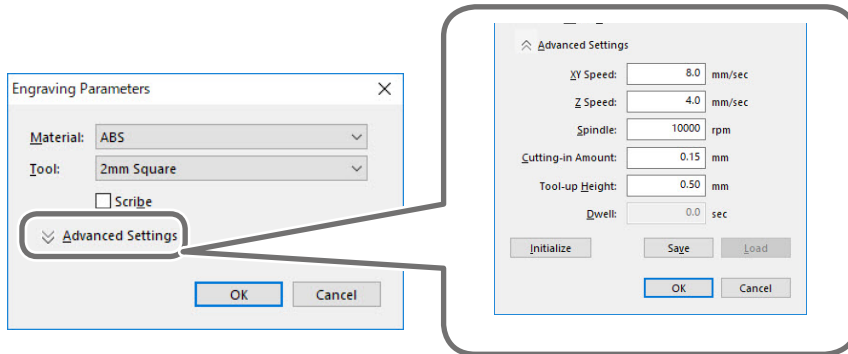 Engraving Parameters
Material: ABS
Tool: 2mm Square
Scribe
Advanced Settings
OK Cancel
Advanced Settings
XY Speed: 8.0 mm/sec
Z Speed: 4.0 mm/sec
Spindle: 10000 rpm
Cutting-in Amount: 0.15 mm
Tool-up Height: 0.50 mm
Dwell: 0.0 sec
Initialize Save Load
OK Cancel